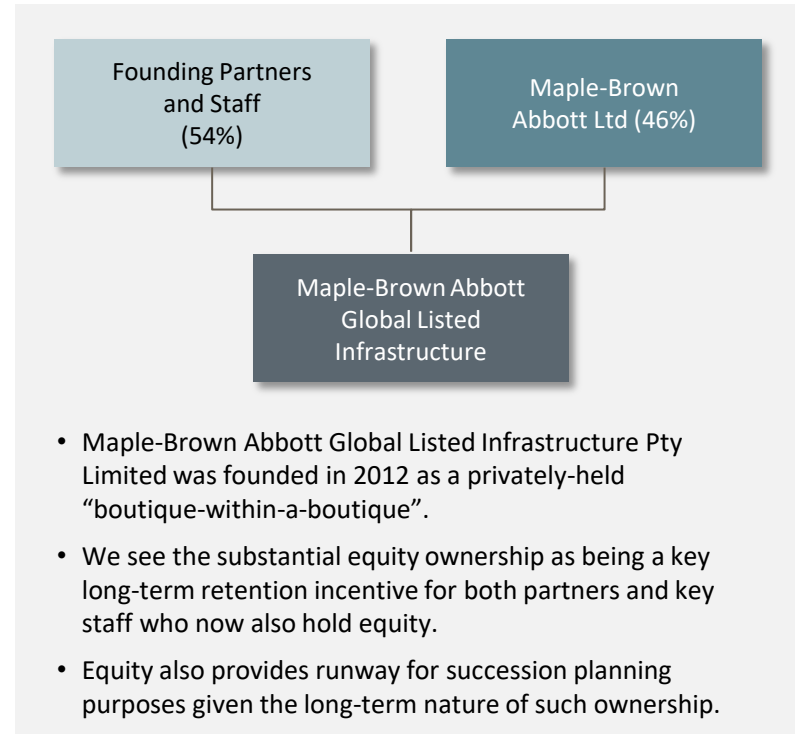 Founding Partners
and Staff
(54%)
Maple-Brown
Abbott Ltd (46%)
Maple-Brown Abbott
Global Listed
Infrastructure
• Maple-Brown Abbott Global Listed Infrastructure Pty
Limited was founded in 2012 as a privately-held
“boutique-within-a-boutique”.
• We see the substantial equity ownership as being a key
long-term retention incentive for both partners and key
staff who now also hold equity.
• Equity also provides runway for succession planning
purposes given the long-term nature of such ownership.